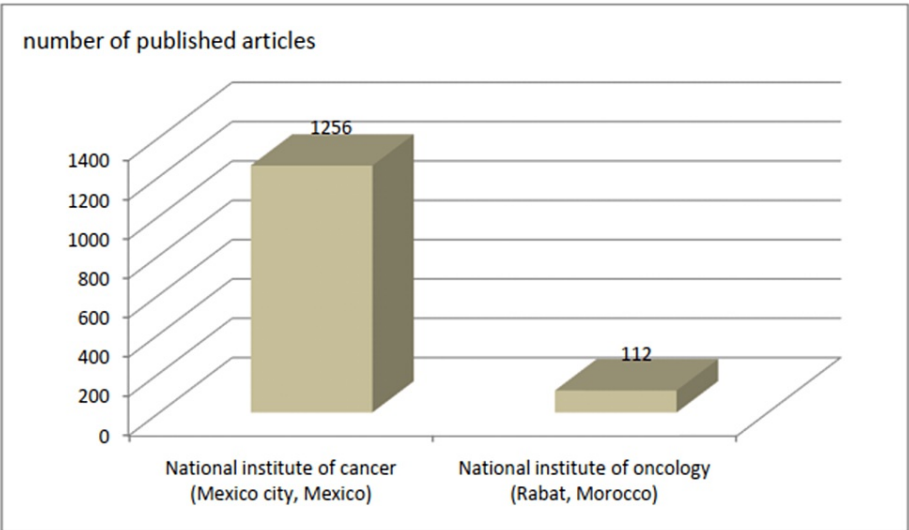 number of published articles
1256
1400
1200
1000
800
600
400
200
0
112
National institute of cancer
(Mexico city, Mexico)
National institute of oncology
(Rabat, Morocco)